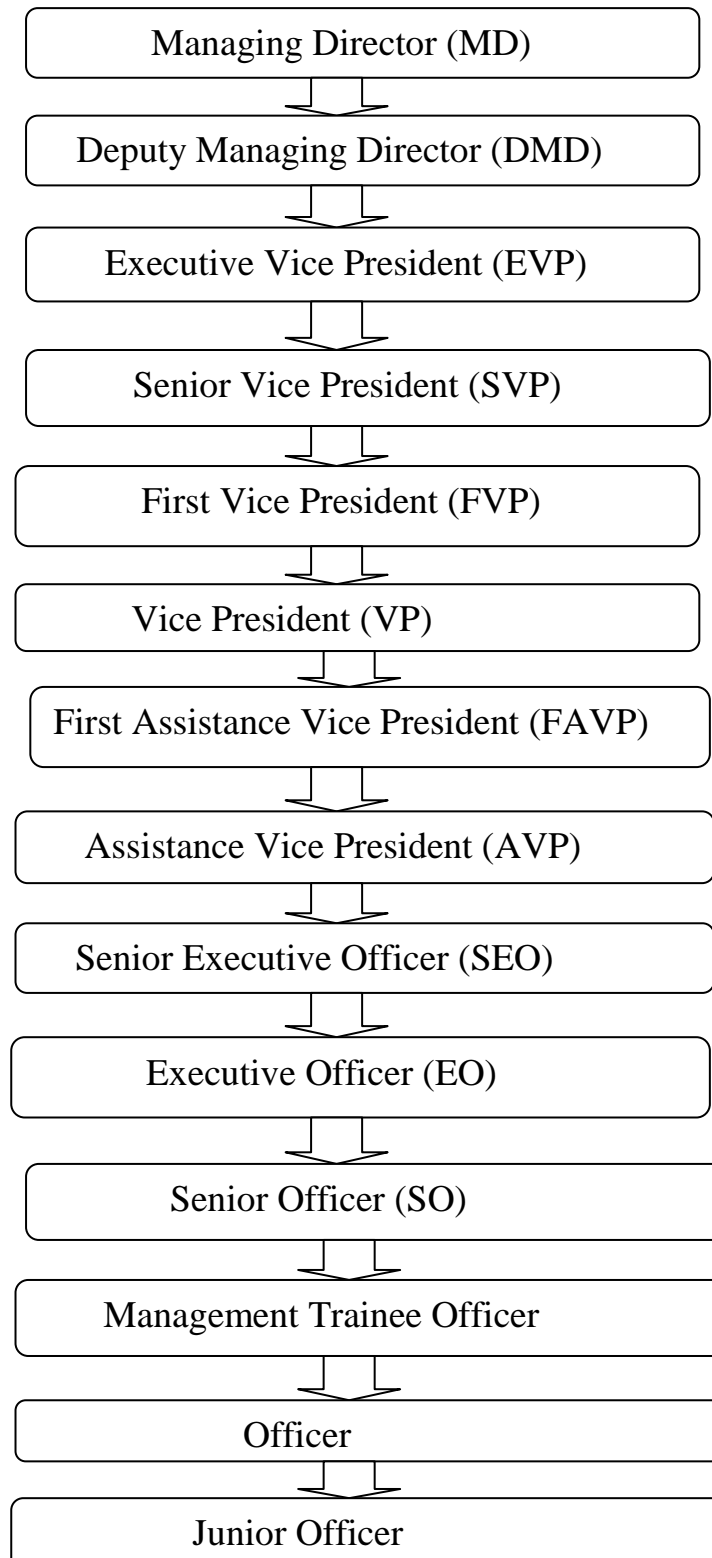 Managing Director (MD)
Deputy Managing Director (DMD)
Executive Vice President (EVP)
Senior Vice President (SVP)
First Vice President (FVP)
Vice President (VP)
First Assistance Vice President (FAVP)
Assistance Vice President (AVP)
Senior Executive Officer (SEO)
Executive Officer (EO)
Senior Officer (SO)
Management Trainee Officer
Officer
Junior Officer